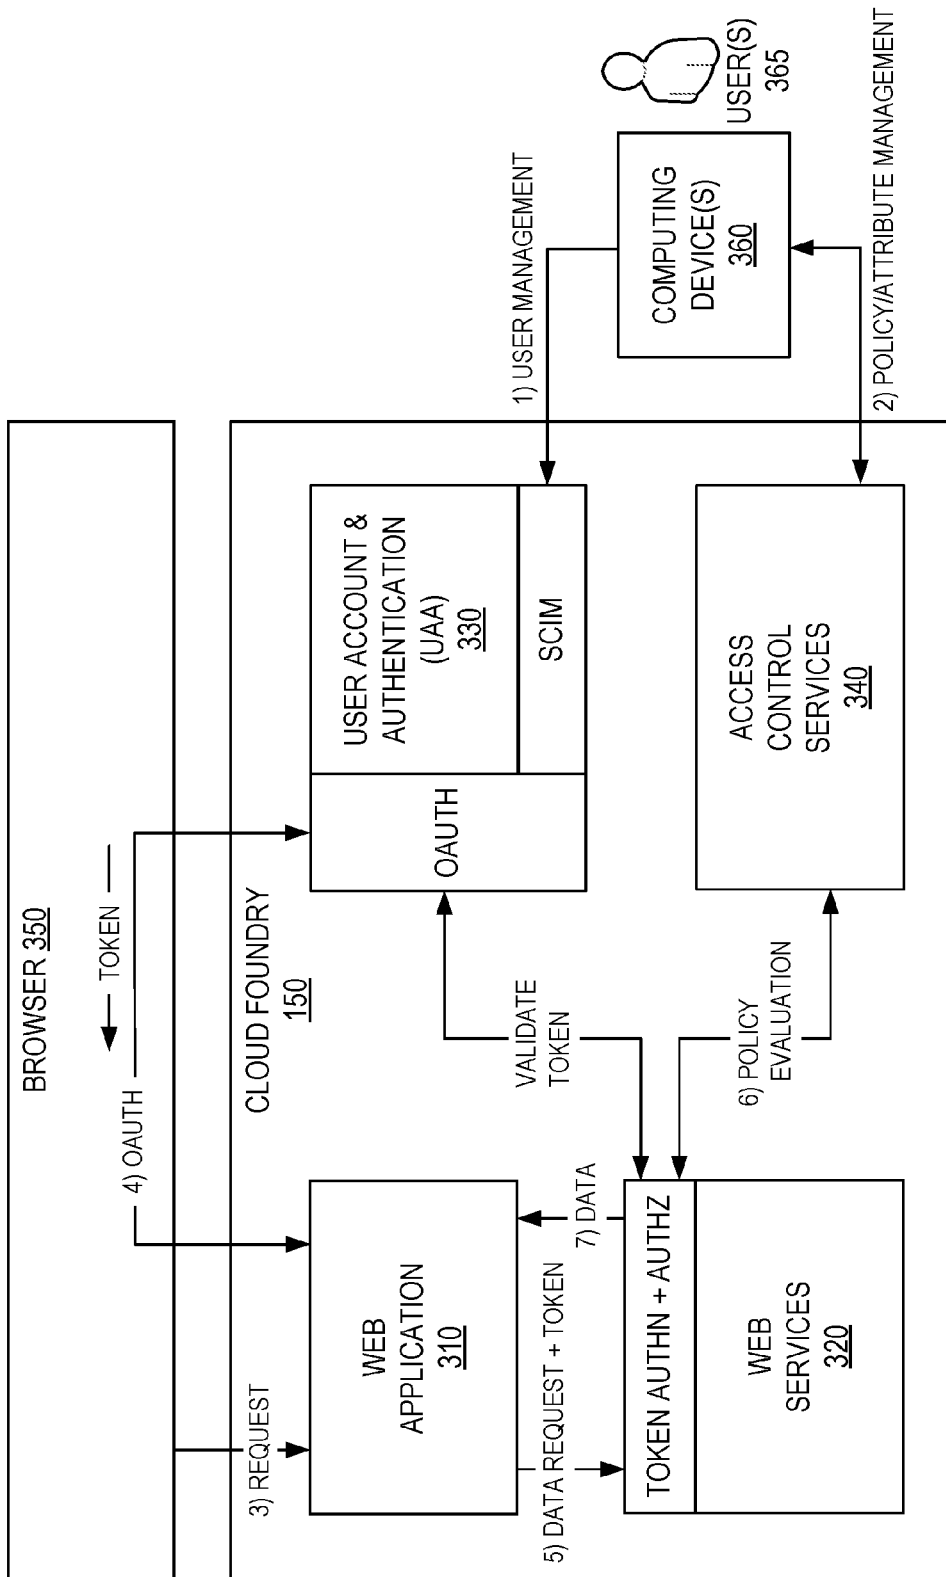 BROWSER 350
4) OAUTH
TOKEN
3) REQUEST
CLOUD FOUNDRY
150
WEB
APPLICATION
310
OAUTH
USER ACCOUNT &
AUTHENTICATION
(UAA)
330
SCIM
1) USER MANAGEMENT
USER(S)
365
COMPUTING
DEVICE(S)
360
5) DATA REQUEST + TOKEN
7) DATA
VALIDATE
TOKEN
TOKEN AUTHN + AUTHZ
WEB
SERVICES
320
6) POLICY
EVALUATION
ACCESS
CONTROL
SERVICES
340
2) POLICY/ATTRIBUTE MANAGEMENT